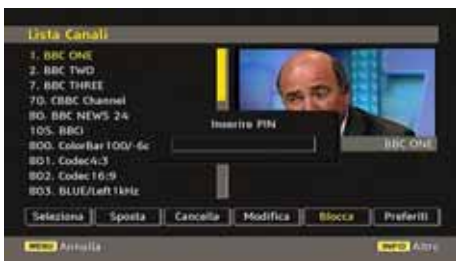 Lista Canali
1. BBC ONE
2. BBC TWO
7. BBC THREE
70. CBBC Channel
80. BBC NEWS 24
105. BBCi
800. ColorBar100/-6c
801. Codec4:3
802. Codec16:9
803. BLUE/Left1kHz
Inserire PIN
BBC ONE
Seleziona Sposta Cancella Modifica Blocca Preferiti
MENU Annulla INFO Altro